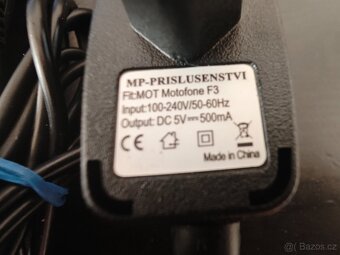 MP-PRISLUSENSTVI
Fit:MOT Motofone F3
Input:100-240V/50-60Hz
Output: DC 5V⎓500mA
CE
Made in China
Bazos.cz